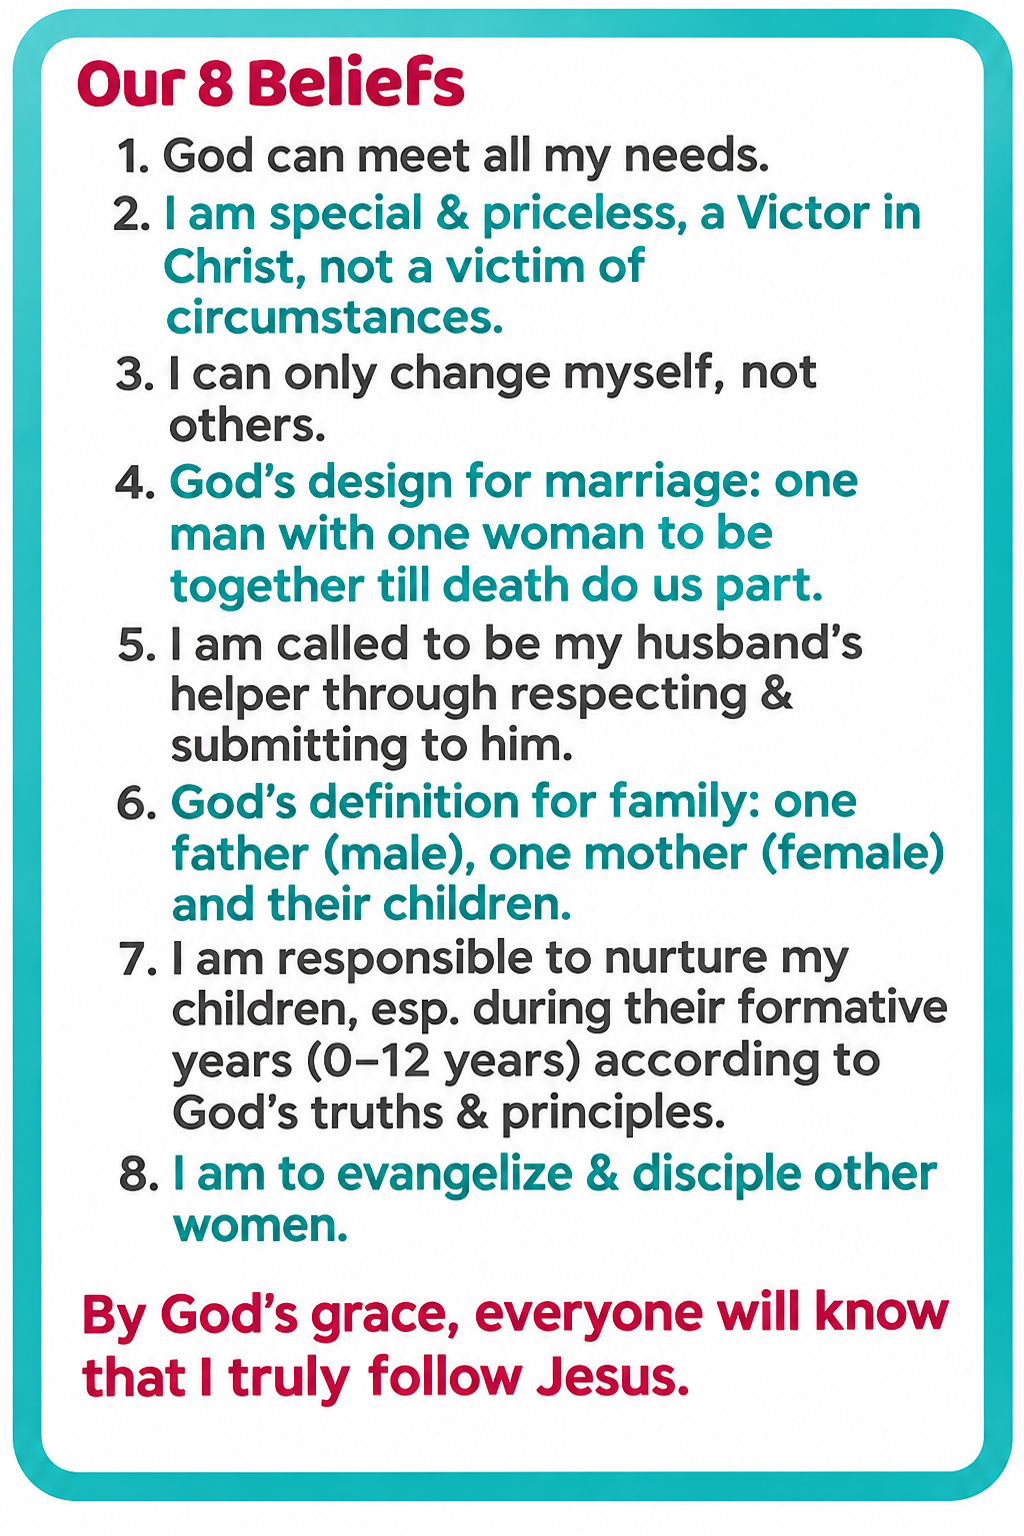 Our 8 Beliefs
1. God can meet all my needs.
2. I am special & priceless, a Victor in
Christ, not a victim of
circumstances.
3. I can only change myself, not
others.
4. God’s design for marriage: one
man with one woman to be
together till death do us part.
5. I am called to be my husband’s
helper through respecting &
submitting to him.
6. God’s definition for family: one
father (male), one mother (female)
and their children.
7. I am responsible to nurture my
children, esp. during their formative
years (0–12 years) according to
God’s truths & principles.
8. I am to evangelize & disciple other
women.
By God’s grace, everyone will know
that I truly follow Jesus.